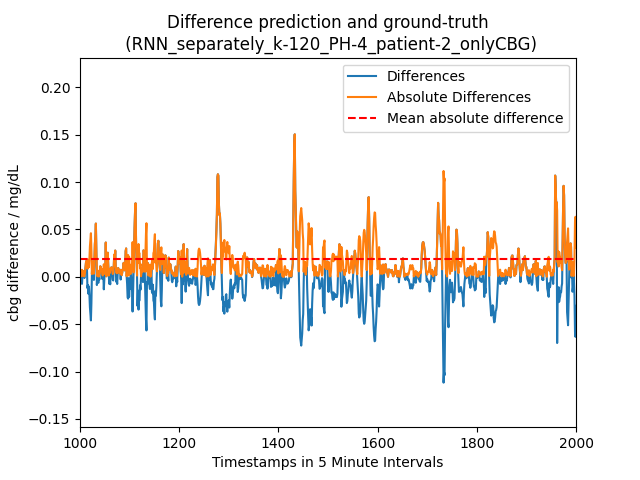 Difference prediction and ground-truth
(RNN_separately_k-120_PH-4_patient-2_onlyCBG)
Differences
Absolute Differences
Mean absolute difference
cbg difference / mg/dL
0.20
0.15
0.10
0.05
0.00
−0.05
−0.10
−0.15
1000
1200
1400
1600
1800
2000
Timestamps in 5 Minute Intervals